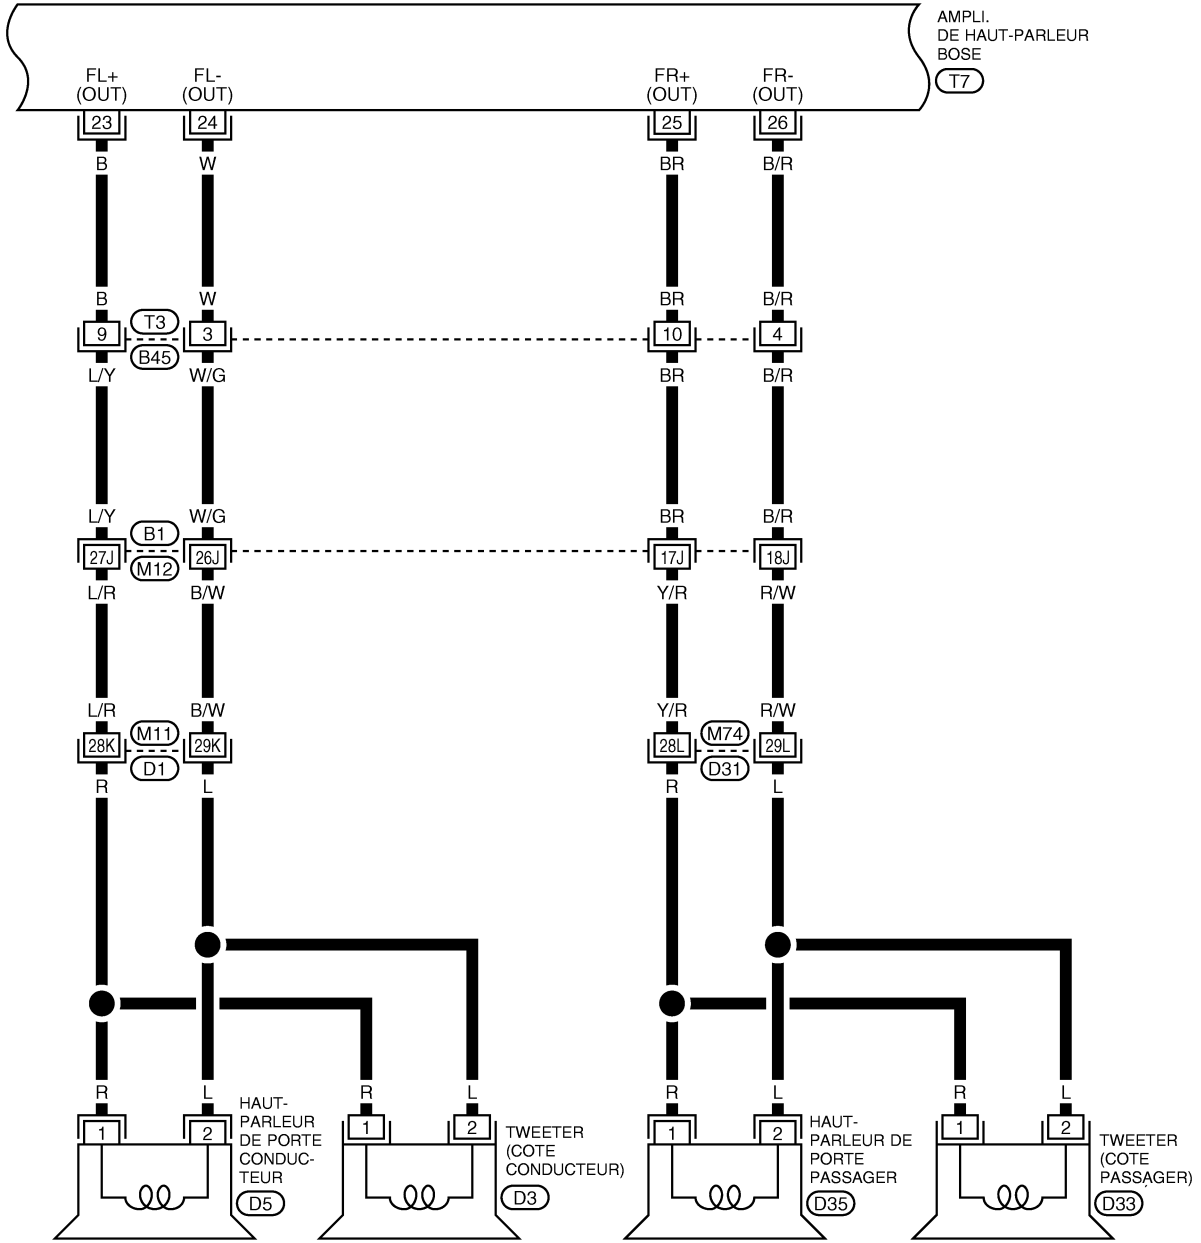 AMPLI.
DE HAUT-PARLEUR
BOSE
T7
FL+ FL- FR+ FR-
(OUT) (OUT) (OUT) (OUT)
23 24 25 26
B W BR B/R
B W BR B/R
9 T3 3 10 4
B45
L/Y W/G BR B/R
L/Y W/G BR B/R
B1
27J 26J 17J 18J
M12
L/R B/W Y/R R/W
L/R B/W Y/R R/W
M11 M74
28K 29K 28L 29L
D1 D31
R L R L
R L R L R L R L
1 2 1 2 1 2 1 2
HAUT-
PARLEUR
DE PORTE
CONDUC-
TEUR
D5
TWEETER
(COTE
CONDUCTEUR)
D3
HAUT-
PARLEUR DE
PORTE
PASSAGER
D35
TWEETER
(COTE
PASSAGER)
D33